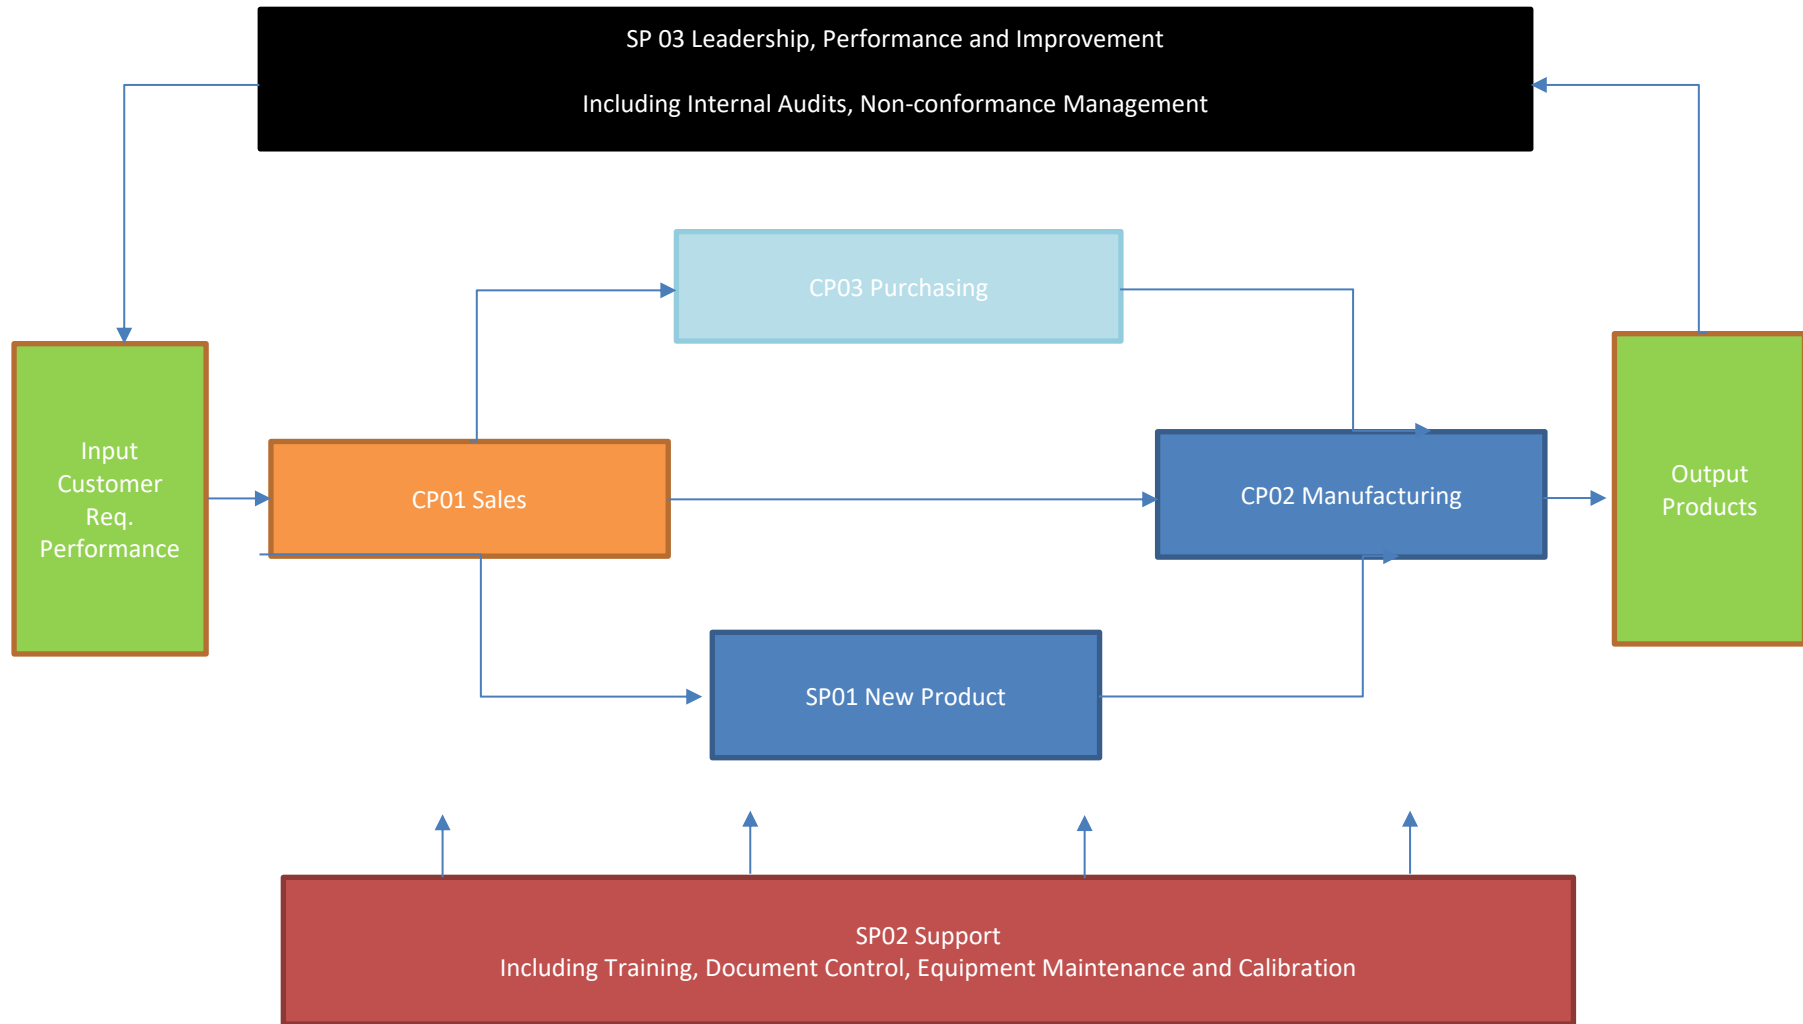 SP 03 Leadership, Performance and Improvement
Including Internal Audits, Non-conformance Management
CP03 Purchasing
Input
Customer
Req.
Performance
CP01 Sales
CP02 Manufacturing
Output
Products
SP01 New Product
SP02 Support
Including Training, Document Control, Equipment Maintenance and Calibration